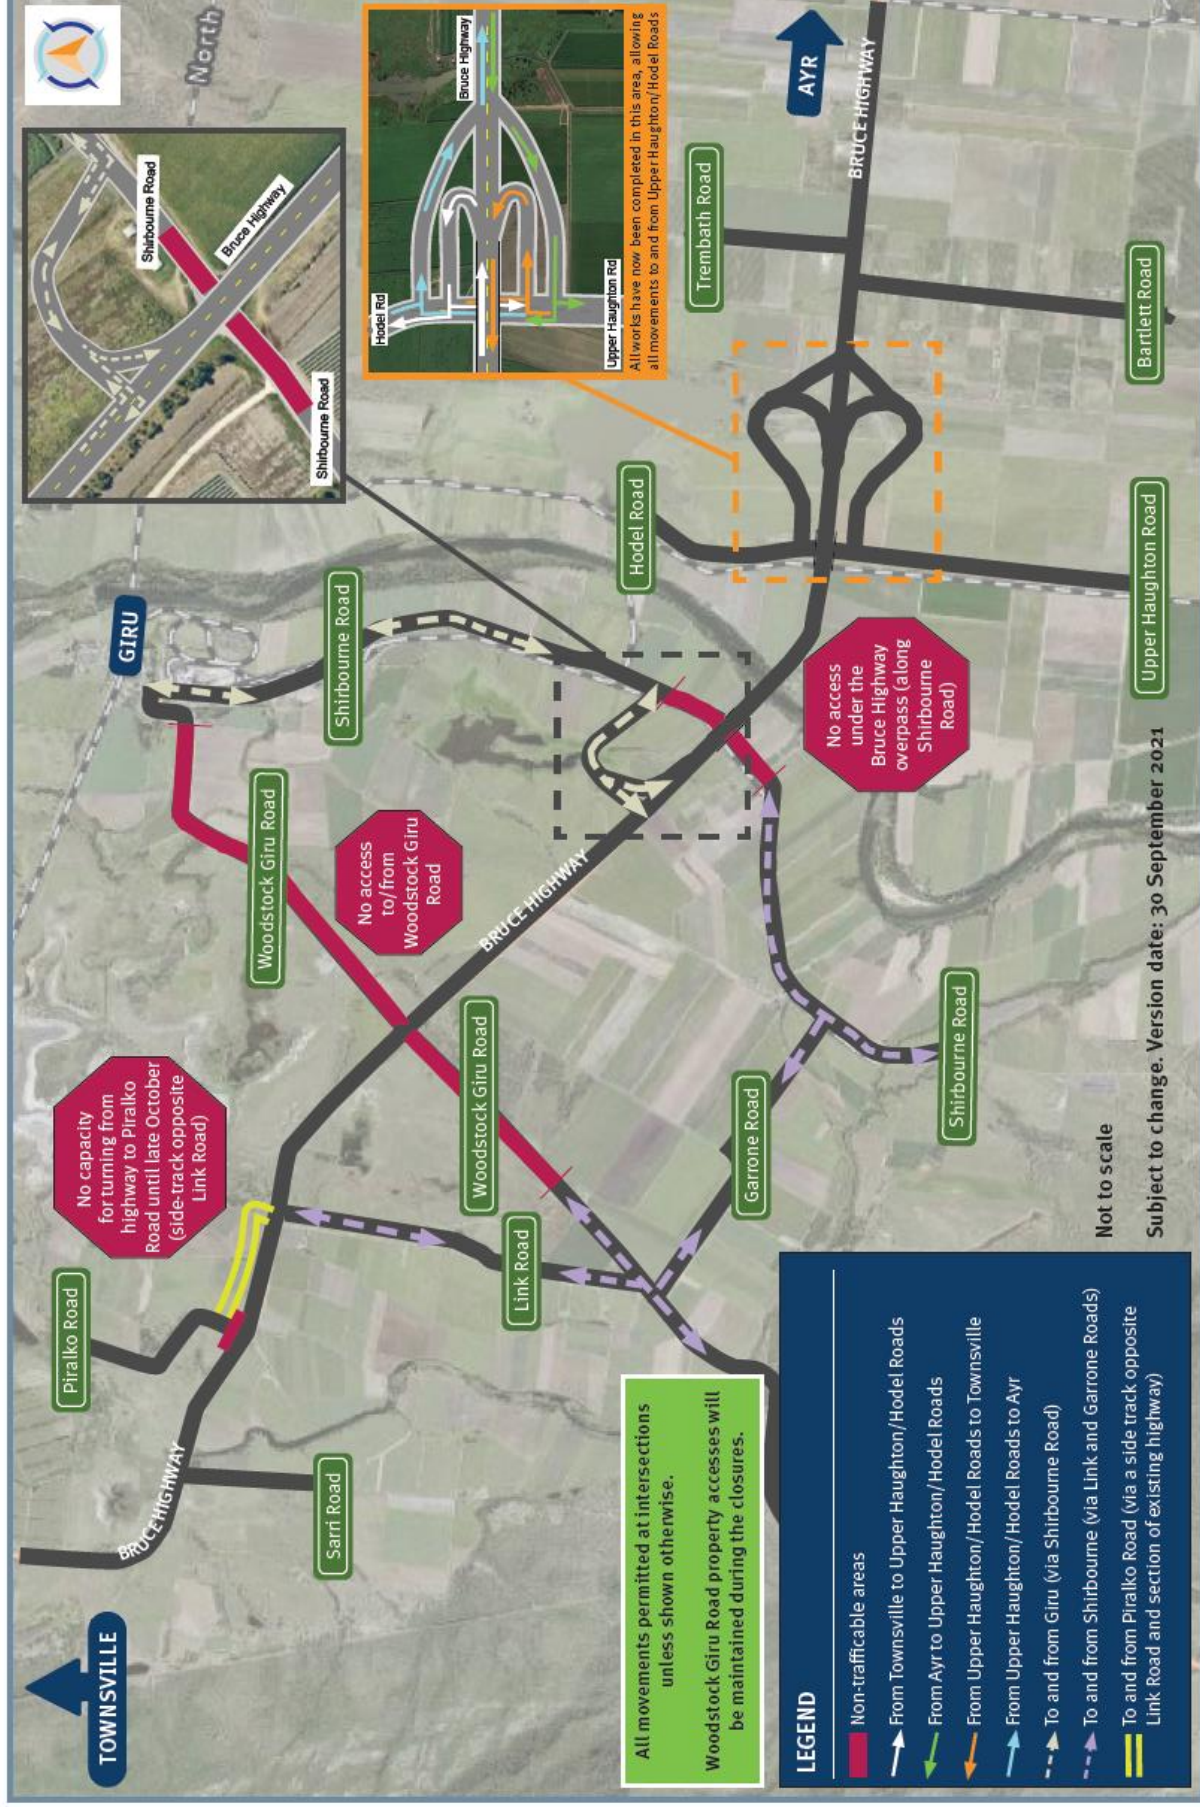 North
Shirbourne Road
Bruce Highway
Shirbourne Road
Bruce Highway
Hodel Rd
Upper Haughton Rd
All works have now been completed in this area, allowing
all movements to and from Upper Haughton/Hodel Roads
AYR
BRUCE HIGHWAY
Trembath Road
Bartlett Road
Hodel Road
Upper Haughton Road
GIRU
Shirbourne Road
No access
under the
Bruce Highway
overpass (along
Shirbourne
Road)
Woodstock Giru Road
No access
to/from
Woodstock Giru
Road
BRUCE HIGHWAY
Woodstock Giru Road
Shirbourne Road
Garrone Road
Link Road
No capacity
for turning from
highway to Piralko
Road until late October
(side-track opposite
Link Road)
Piralko Road
BRUCE HIGHWAY
Sarri Road
TOWNSVILLE
All movements permitted at intersections
unless shown otherwise.
Woodstock Giru Road property accesses will
be maintained during the closures.
LEGEND
Non-trafficable areas
From Townsville to Upper Haughton/Hodel Roads
From Ayr to Upper Haughton/Hodel Roads
From Upper Haughton/Hodel Roads to Townsville
From Upper Haughton/Hodel Roads to Ayr
To and from Giru (via Shirbourne Road)
To and from Shirbourne (via Link and Garrone Roads)
To and from Piralko Road (via a side track opposite
Link Road and section of existing highway)
Not to scale
Subject to change. Version date: 30 September 2021